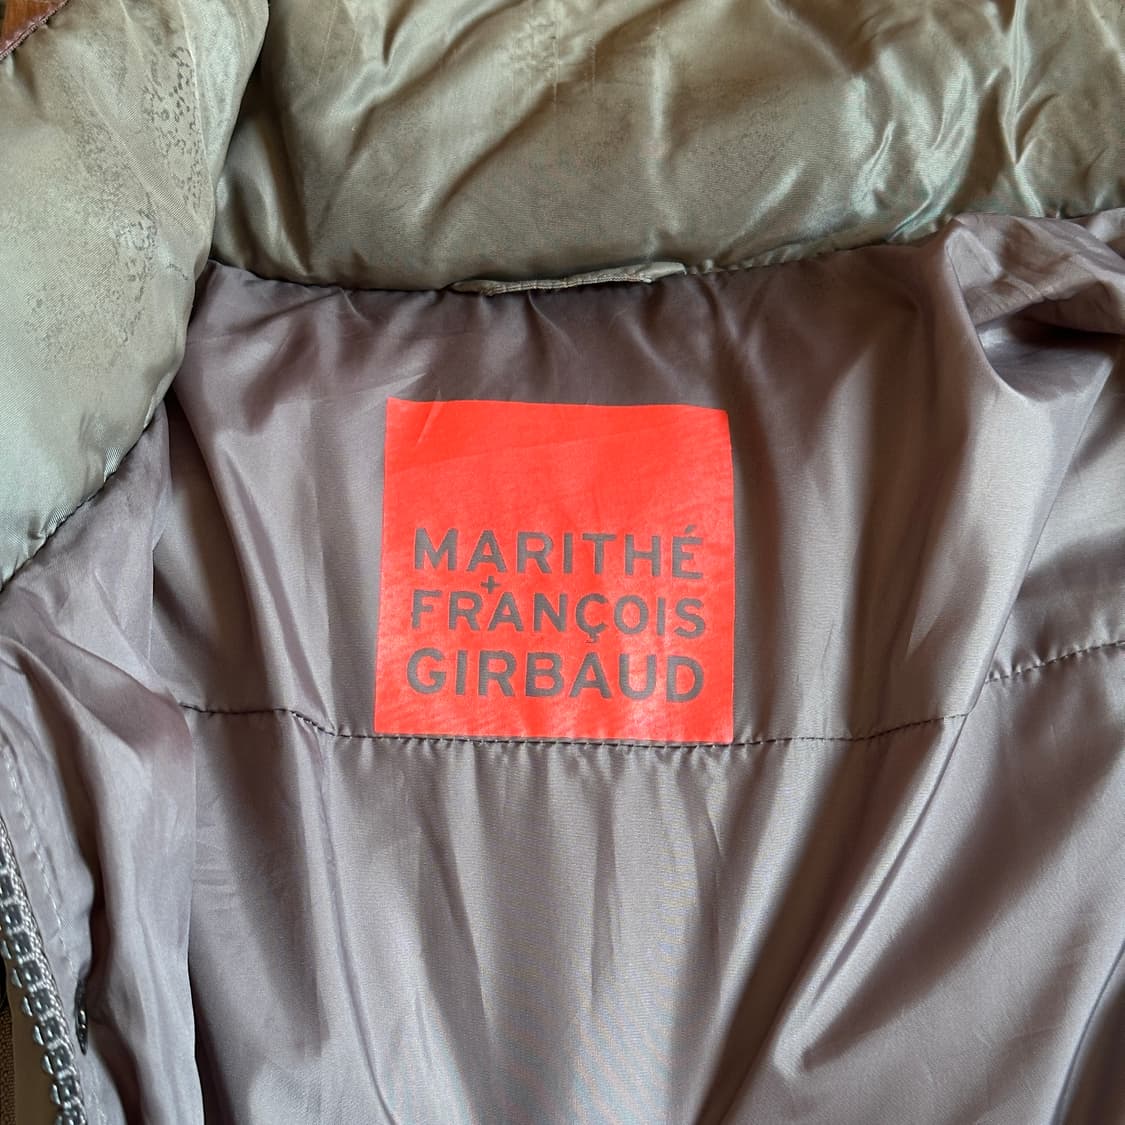 MARITHÉ
+
FRANÇOIS
GIRBAUD